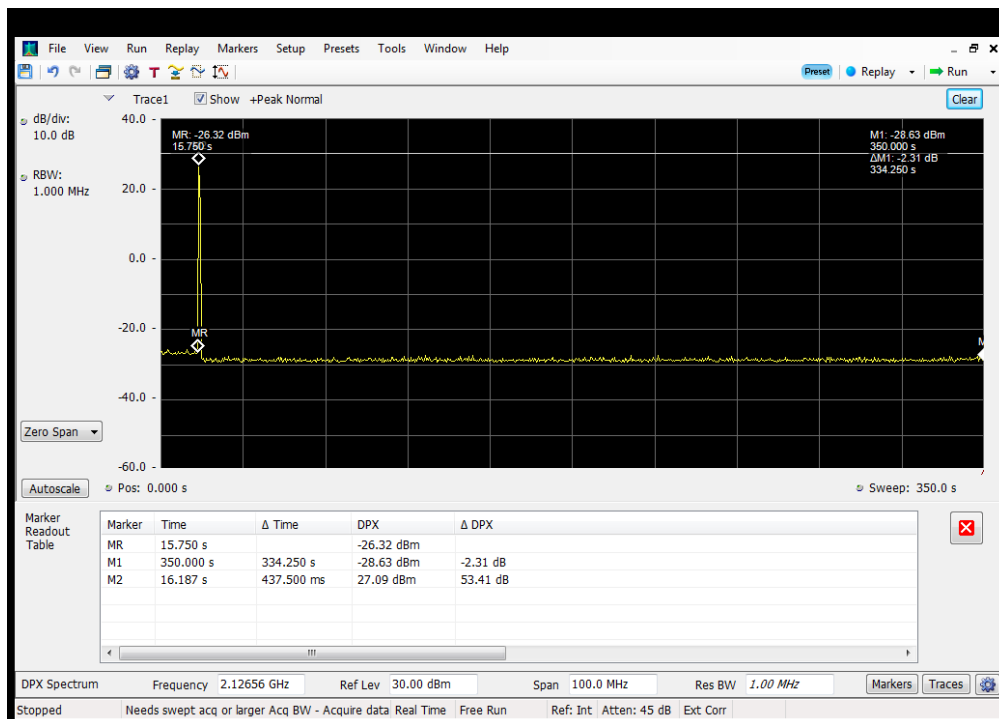 File View Run Replay Markers Setup Presets Tools Window Help
T Preset Replay Run
Trace1 Show +Peak Normal Clear
dB/div:
10.0 dB
RBW:
1.000 MHz
40.0
20.0
0.0
-20.0
-40.0
-60.0
MR: -26.32 dBm
15.750 s
M1: -28.63 dBm
350.000 s
ΔM1: -2.31 dB
334.250 s
MR
M
Zero Span
Autoscale Pos: 0.000 s Sweep: 350.0 s
Marker
Readout
Table
Marker Time Δ Time DPX Δ DPX
MR 15.750 s -26.32 dBm
M1 350.000 s 334.250 s -28.63 dBm -2.31 dB
M2 16.187 s 437.500 ms 27.09 dBm 53.41 dB
DPX Spectrum Frequency 2.12656 GHz Ref Lev 30.00 dBm Span 100.0 MHz Res BW 1.00 MHz Markers Traces
Stopped Needs swept acq or larger Acq BW - Acquire data Real Time Free Run Ref: Int Atten: 45 dB Ext Corr